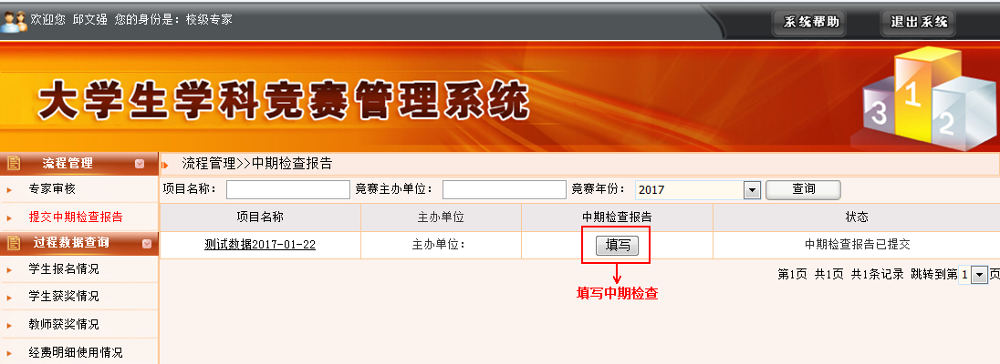 欢迎您 邱文强 您的身份是：校级专家
系统帮助
退出系统
大学生学科竞赛管理系统
3 1 2
流程管理
专家审核
提交中期检查报告
过程数据查询
学生报名情况
学生获奖情况
教师获奖情况
经费明细使用情况
流程管理>>中期检查报告
项目名称： 竞赛主办单位： 竞赛年份： 2017 查询
项目名称 主办单位 中期检查报告 状态
测试数据2017-01-22 主办单位： 填写 中期检查报告已提交
第1页 共1页 共1条记录 跳转到第 1 页
填写中期检查